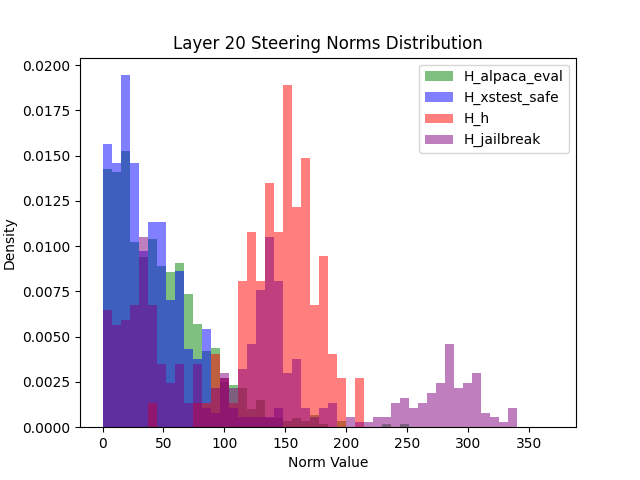 Layer 20 Steering Norms Distribution
H_alpaca_eval
H_xstest_safe
H_h
H_jailbreak
0.0200
0.0175
0.0150
0.0125
0.0100
0.0075
0.0050
0.0025
0.0000
Density
0 50 100 150 200 250 300 350
Norm Value